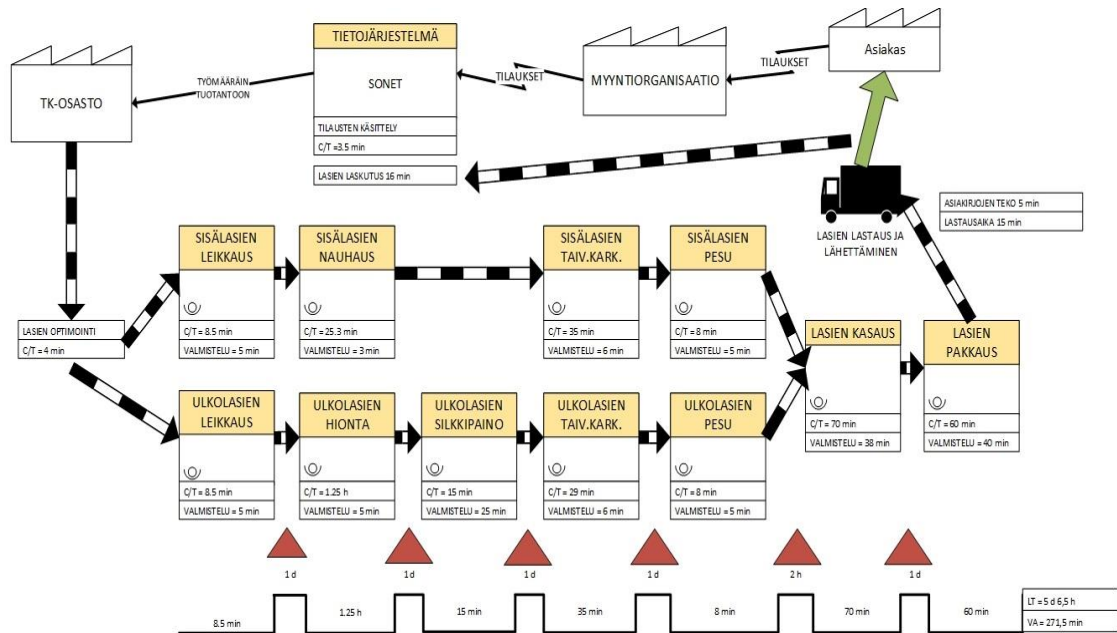 TIETOJÄRJESTELMÄ
SONET
TILAUSTEN KÄSITTELY
C/T =3.5 min
LASIEN LASKUTUS 16 min
TK-OSASTO
TYÖMÄÄRÄIN
TUOTANTOON
TILAUKSET
MYYNTIORGANISAATIO
TILAUKSET
Asiakas
ASIAKIRJOJEN TEKO 5 min
LASTAUSAIKA 15 min
LASIEN LASTAUS JA
LÄHETTÄMINEN
LASIEN OPTIMOINTI
C/T = 4 min
SISÄLASIEN
LEIKKAUS
C/T = 8.5 min
VALMISTELU = 5 min
SISÄLASIEN
NAUHAUS
C/T = 25.3 min
VALMISTELU = 3 min
SISÄLASIEN
TAIV.KARK.
C/T = 35 min
VALMISTELU = 6 min
SISÄLASIEN
PESU
C/T = 8 min
VALMISTELU = 5 min
LASIEN KASAUS
C/T = 70 min
VALMISTELU = 38 min
LASIEN
PAKKAUS
C/T = 60 min
VALMISTELU = 40 min
ULKOLASIEN
LEIKKAUS
C/T = 8.5 min
VALMISTELU = 5 min
ULKOLASIEN
HIONTA
C/T = 1.25 h
VALMISTELU = 5 min
ULKOLASIEN
SILKKIPAINO
C/T = 15 min
VALMISTELU = 25 min
ULKOLASIEN
TAIV.KARK.
C/T = 29 min
VALMISTELU = 6 min
ULKOLASIEN
PESU
C/T = 8 min
VALMISTELU = 5 min
1 d
1 d
1 d
1 d
2 h
1 d
8.5 min
1.25 h
15 min
35 min
8 min
70 min
60 min
LT = 5 d 6,5 h
VA = 271,5 min